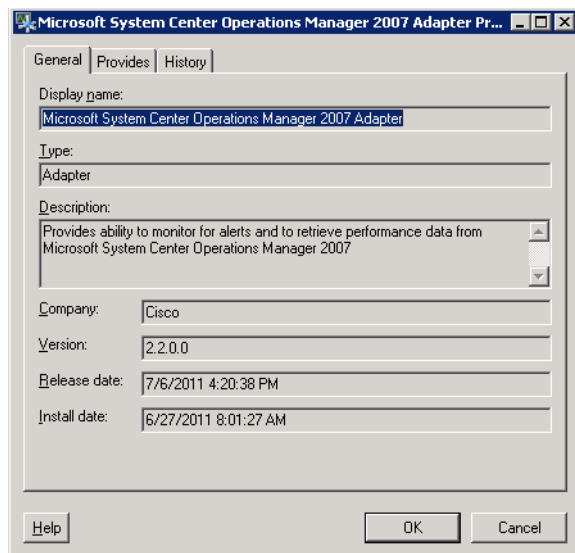 Microsoft System Center Operations Manager 2007 Adapter Pr...
General Provides History
Display name:
Microsoft System Center Operations Manager 2007 Adapter
Type:
Adapter
Description:
Provides ability to monitor for alerts and to retrieve performance data from
Microsoft System Center Operations Manager 2007
Company: Cisco
Version: 2.2.0.0
Release date: 7/6/2011 4:20:38 PM
Install date: 6/27/2011 8:01:27 AM
Help OK Cancel